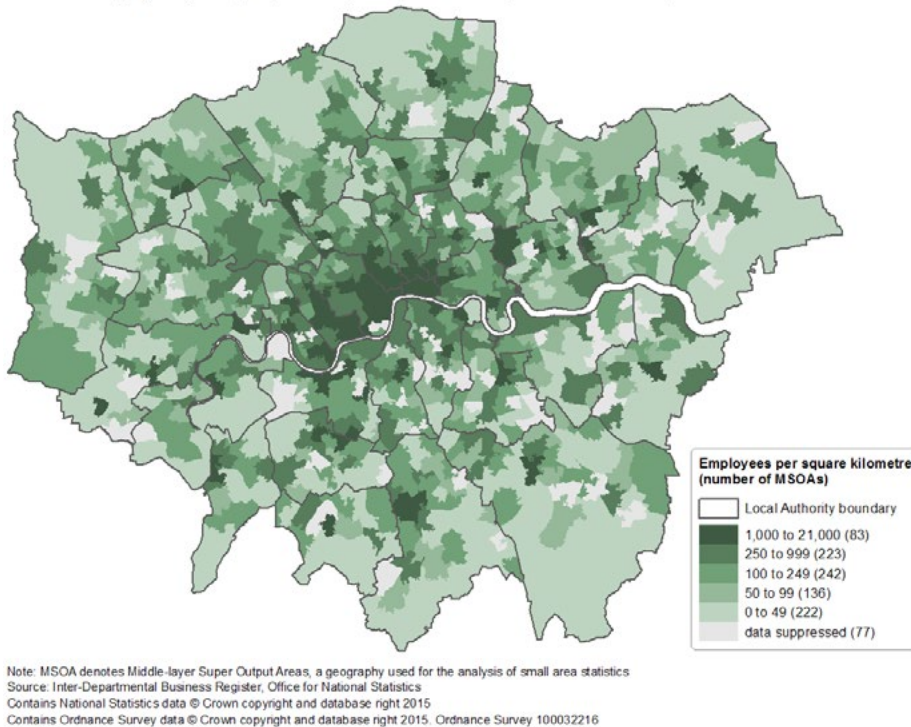 Employees per square kilometre
(number of MSOAs)
Local Authority boundary
1,000 to 21,000 (83)
250 to 999 (223)
100 to 249 (242)
50 to 99 (136)
0 to 49 (222)
data suppressed (77)
Note: MSOA denotes Middle-layer Super Output Areas, a geography used for the analysis of small area statistics
Source: Inter-Departmental Business Register, Office for National Statistics
Contains National Statistics data © Crown copyright and database right 2015
Contains Ordnance Survey data © Crown copyright and database right 2015. Ordnance Survey 100032216